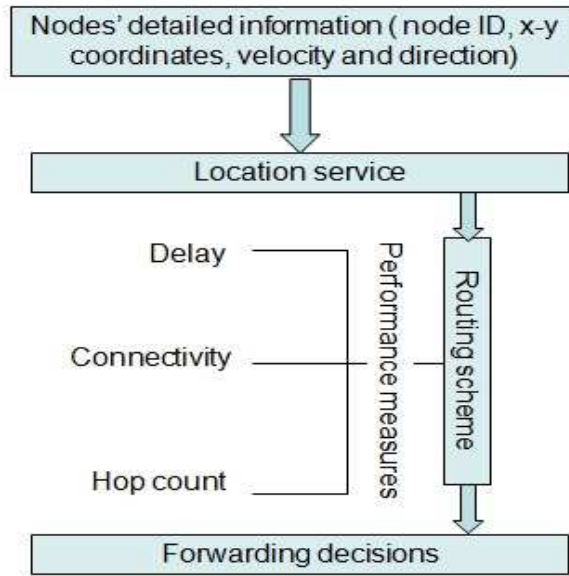 Nodes' detailed information ( node ID, x-y
coordinates, velocity and direction)
Location service
Delay
Connectivity
Hop count
Performance measures
Routing scheme
Forwarding decisions